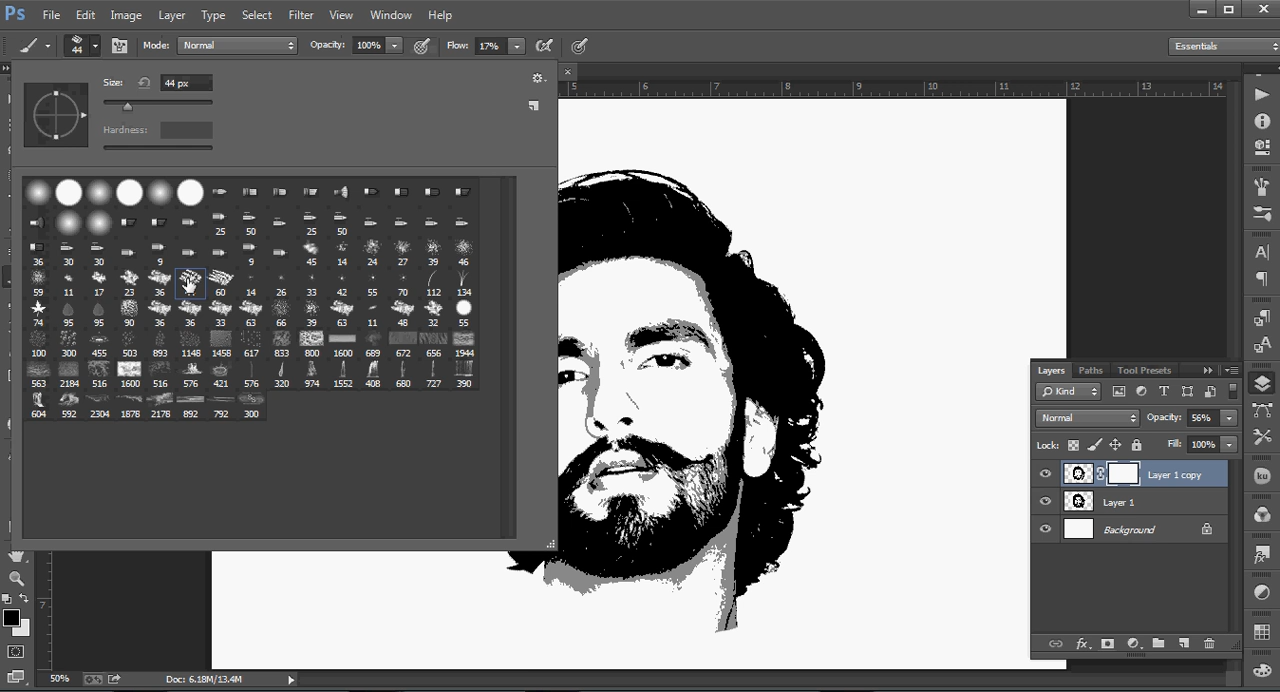 Ps File Edit Image Layer Type Select Filter View Window Help
44 Mode: Normal Opacity: 100% Flow: 17% Essentials
Size: 44 px
Hardness:
5 6 7 8 9 10 11 12 13 14
25 50 25 50
36 30 30 9 9 45 14 24 27 39 46
59 11 17 23 36 60 14 26 33 42 55 70 112 134
74 95 95 90 36 36 33 63 66 39 63 11 48 32 55
100 300 455 503 893 1148 1458 617 833 800 1600 689 672 656 1944
563 2184 516 1600 516 576 421 576 320 974 1552 408 680 727 390
604 592 2304 1878 2178 892 792 300
Layers Paths Tool Presets
Kind
Normal Opacity: 56%
Lock: Fill: 100%
Layer 1 copy
Layer 1
Background
fx
7
50% Doc: 6.18M/13.4M